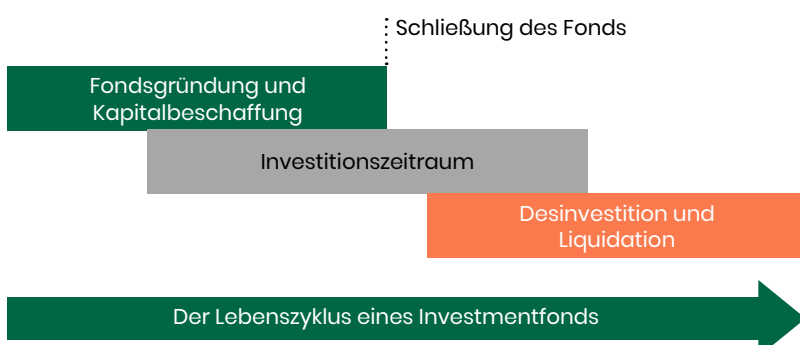 Schließung des Fonds
Fondsgründung und
Kapitalbeschaffung
Investitionszeitraum
Desinvestition und
Liquidation
Der Lebenszyklus eines Investmentfonds